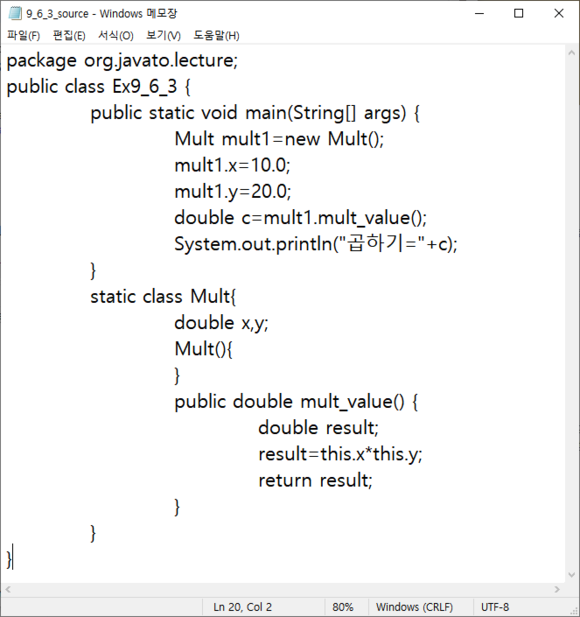 9_6_3_source - Windows 메모장
파일(F) 편집(E) 서식(O) 보기(V) 도움말(H)
package org.javato.lecture;
public class Ex9_6_3 {
public static void main(String[] args) {
Mult mult1=new Mult();
mult1.x=10.0;
mult1.y=20.0;
double c=mult1.mult_value();
System.out.println("곱하기="+c);
}
static class Mult{
double x,y;
Mult(){
}
public double mult_value() {
double result;
result=this.x*this.y;
return result;
}
}
}
Ln 20, Col 2 80% Windows (CRLF) UTF-8